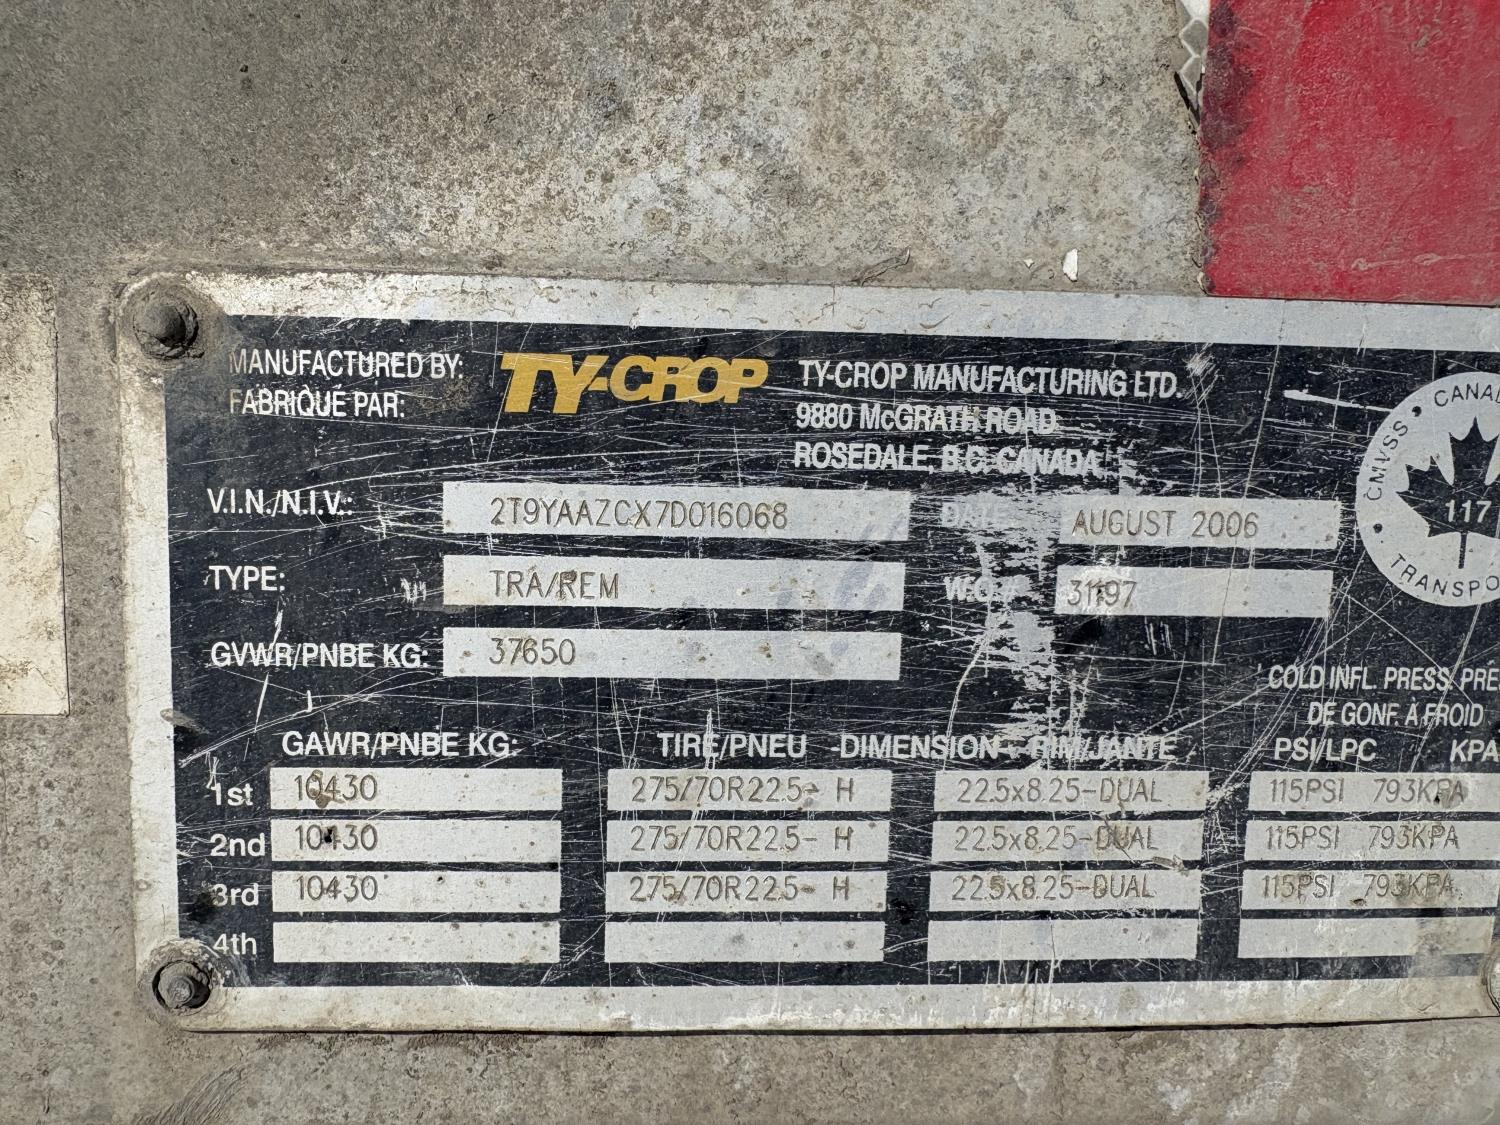 MANUFACTURED BY:
FABRIQUÉ PAR:
TY-CROP
TY-CROP MANUFACTURING LTD.
9880 McGRATH ROAD
ROSEDALE, B.C. CANADA
V.I.N./N.I.V.: 2T9YAAZCX7D016068 DATE AUGUST 2006
TYPE: TRA/REM W.O. 31197
GVWR/PNBE KG: 37650
CMVSS • CANAD
117
• TRANSPO
COLD INFL. PRESS. PRE
DE GONF. À FROID
GAWR/PNBE KG: TIRE/PNEU -DIMENSION- RIM/JANTE PSI/LPC KPA
1st 10430 275/70R22.5- H 22.5x8.25-DUAL 115PSI 793KPA
2nd 10430 275/70R22.5- H 22.5x8.25-DUAL 115PSI 793KPA
3rd 10430 275/70R22.5- H 22.5x8.25-DUAL 115PSI 793KPA
4th